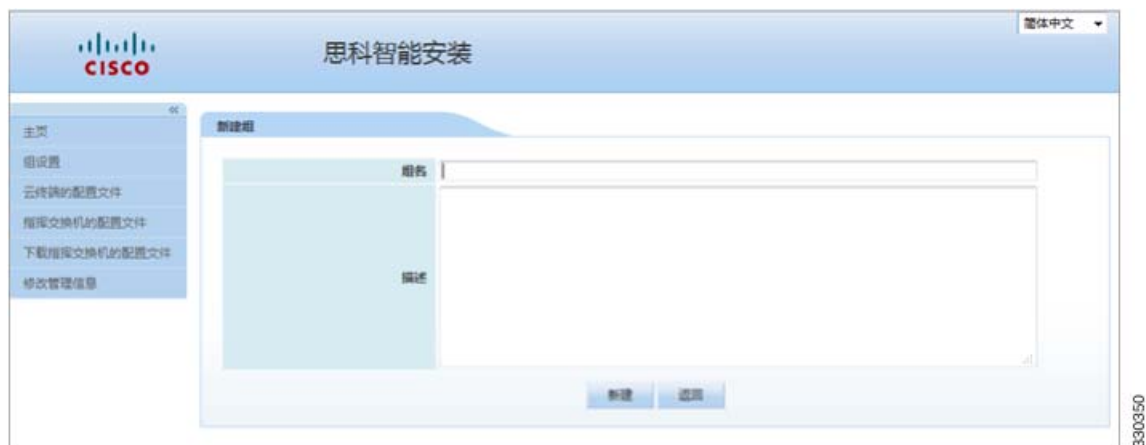 简体中文
CISCO
思科智能安装
主页
组设置
云终端的配置文件
指挥交换机的配置文件
下载指挥交换机的配置文件
修改管理信息
新建组
组名
描述
新建
返回
330350